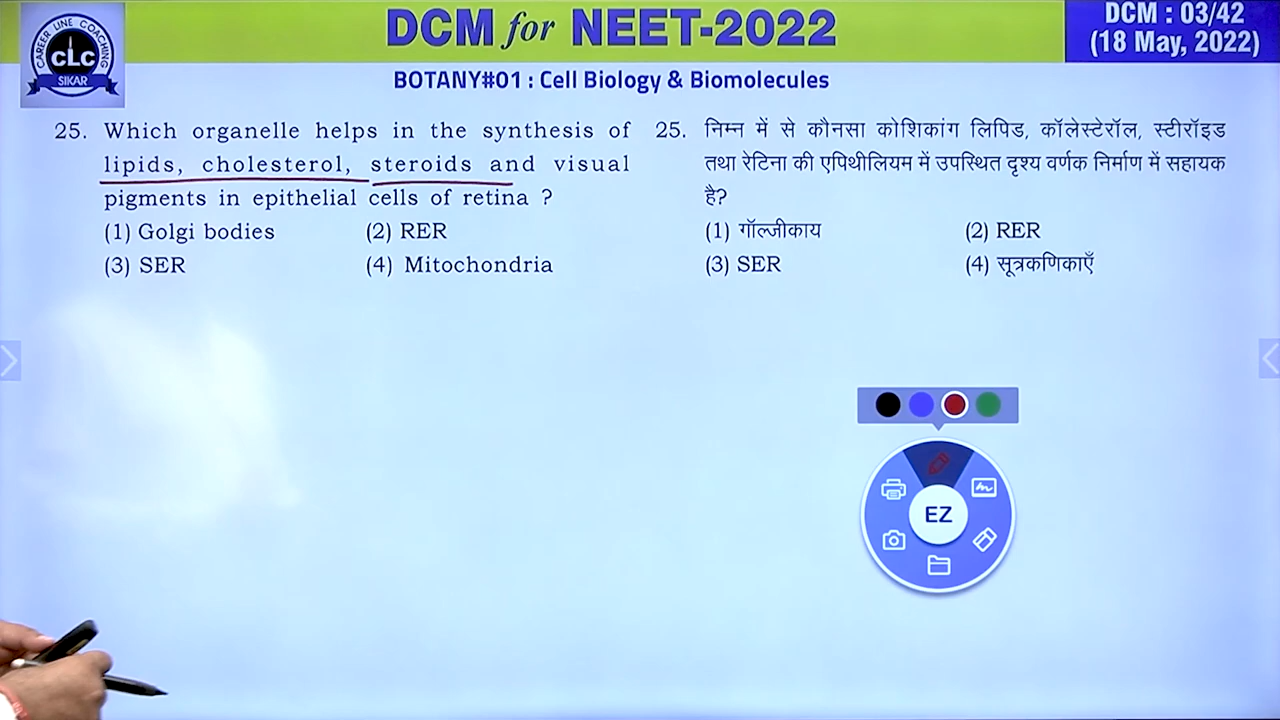 CAREER LINE COACHING
CLC
SIKAR
DCM for NEET-2022
DCM : 03/42
(18 May, 2022)
BOTANY#01 : Cell Biology & Biomolecules
25. Which organelle helps in the synthesis of
lipids, cholesterol, steroids and visual
pigments in epithelial cells of retina ?
(1) Golgi bodies (2) RER
(3) SER (4) Mitochondria
25. निम्न में से कौनसा कोशिकांग लिपिड, कॉलेस्टेरॉल, स्टीरॉइड
तथा रेटिना की एपिथीलियम में उपस्थित दृश्य वर्णक निर्माण में सहायक
है?
(1) गॉल्जीकाय (2) RER
(3) SER (4) सूत्रकणिकाएँ
EZ